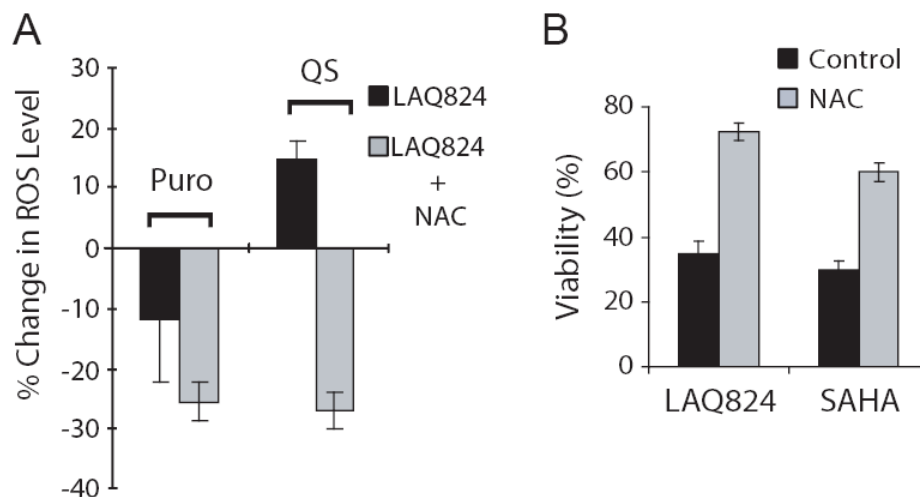 A
% Change in ROS Level
30
20
10
0
-10
-20
-30
-40
Puro
QS
LAQ824
LAQ824
+
NAC
B
Control
NAC
Viability (%)
80
60
40
20
0
LAQ824
SAHA